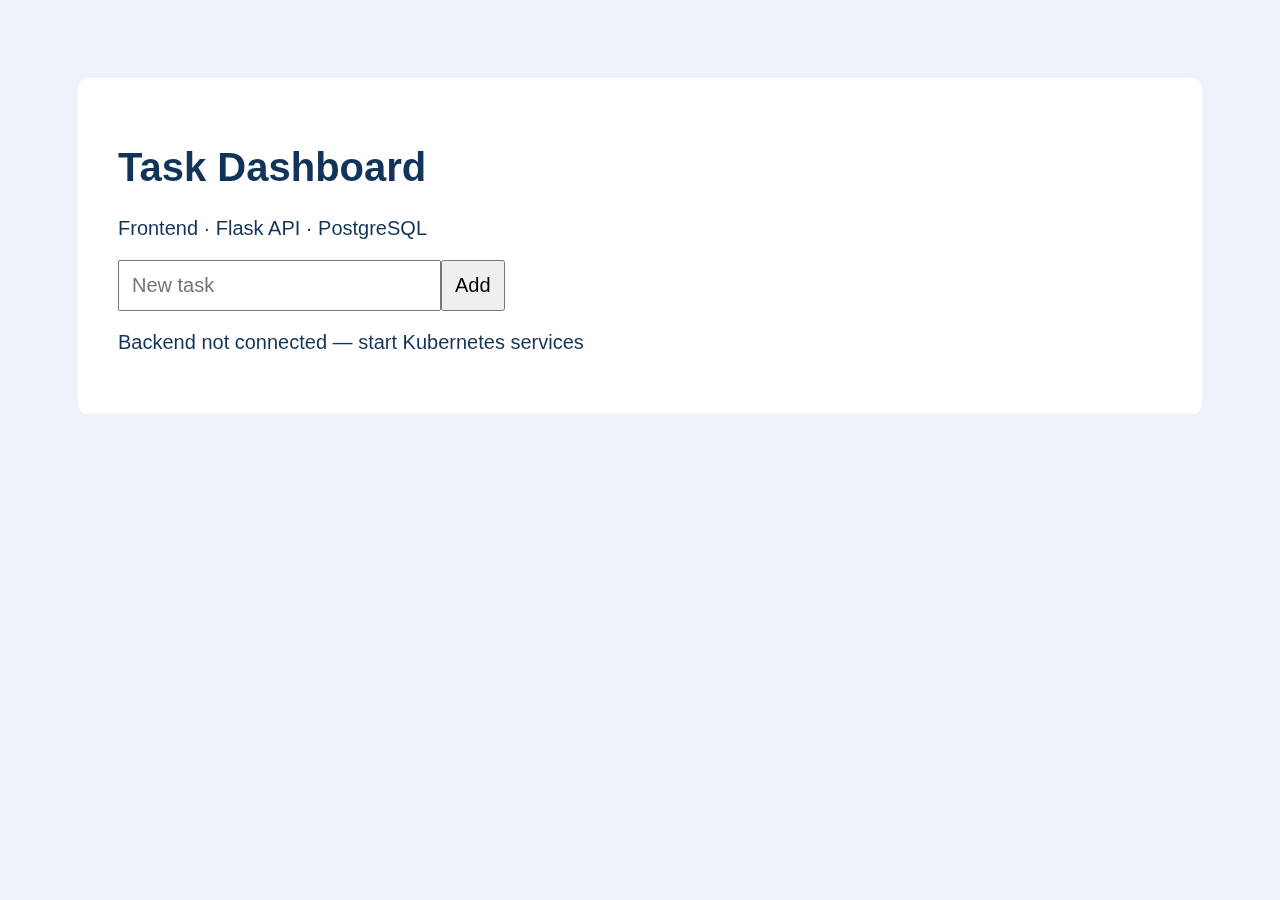 Task Dashboard
Frontend · Flask API · PostgreSQL
New task
Add
Backend not connected — start Kubernetes services